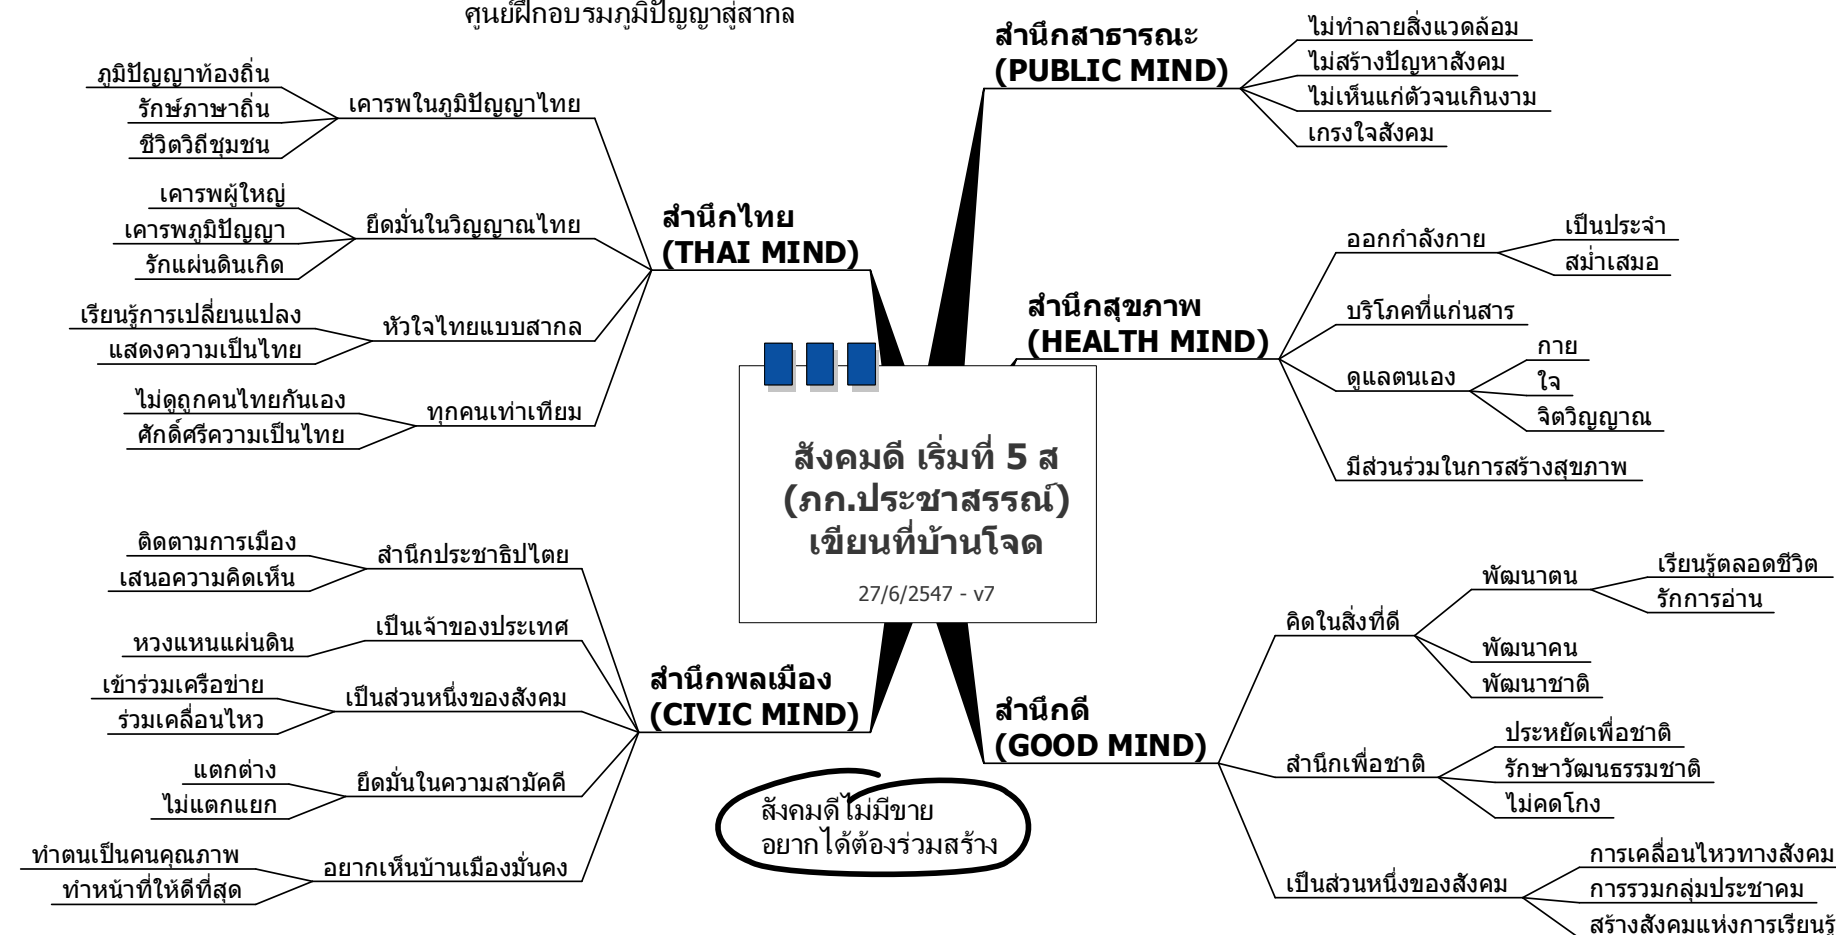 ศูนย์ฝึกอบรมภูมิปัญญาสู่สากล
สังคมดี เริ่มที่ 5 ส
(ภก.ประชาสรรณ์)
เขียนที่บ้านโจด
27/6/2547 - v7
สำนึกสาธารณะ
(PUBLIC MIND)
ไม่ทำลายสิ่งแวดล้อม
ไม่สร้างปัญหาสังคม
ไม่เห็นแก่ตัวจนเกินงาม
เกรงใจสังคม
สำนึกสุขภาพ
(HEALTH MIND)
ออกกำลังกาย
เป็นประจำ
สม่ำเสมอ
บริโภคที่แก่นสาร
ดูแลตนเอง
กาย
ใจ
จิตวิญญาณ
มีส่วนร่วมในการสร้างสุขภาพ
สำนึกดี
(GOOD MIND)
คิดในสิ่งที่ดี
พัฒนาตน
เรียนรู้ตลอดชีวิต
รักการอ่าน
พัฒนาคน
พัฒนาชาติ
สำนึกเพื่อชาติ
ประหยัดเพื่อชาติ
รักษาวัฒนธรรมชาติ
ไม่คดโกง
เป็นส่วนหนึ่งของสังคม
การเคลื่อนไหวทางสังคม
การรวมกลุ่มประชาคม
สร้างสังคมแห่งการเรียนรู้
สำนึกไทย
(THAI MIND)
เคารพในภูมิปัญญาไทย
ภูมิปัญญาท้องถิ่น
รักษ์ภาษาถิ่น
ชีวิตวิถีชุมชน
ยึดมั่นในวิญญาณไทย
เคารพผู้ใหญ่
เคารพภูมิปัญญา
รักแผ่นดินเกิด
หัวใจไทยแบบสากล
เรียนรู้การเปลี่ยนแปลง
แสดงความเป็นไทย
ทุกคนเท่าเทียม
ไม่ดูถูกคนไทยกันเอง
ศักดิ์ศรีความเป็นไทย
สำนึกพลเมือง
(CIVIC MIND)
สำนึกประชาธิปไตย
ติดตามการเมือง
เสนอความคิดเห็น
เป็นเจ้าของประเทศ
หวงแหนแผ่นดิน
เป็นส่วนหนึ่งของสังคม
เข้าร่วมเครือข่าย
ร่วมเคลื่อนไหว
ยึดมั่นในความสามัคคี
แตกต่าง
ไม่แตกแยก
อยากเห็นบ้านเมืองมั่นคง
ทำตนเป็นคนคุณภาพ
ทำหน้าที่ให้ดีที่สุด
สังคมดีไม่มีขาย
อยากได้ต้องร่วมสร้าง